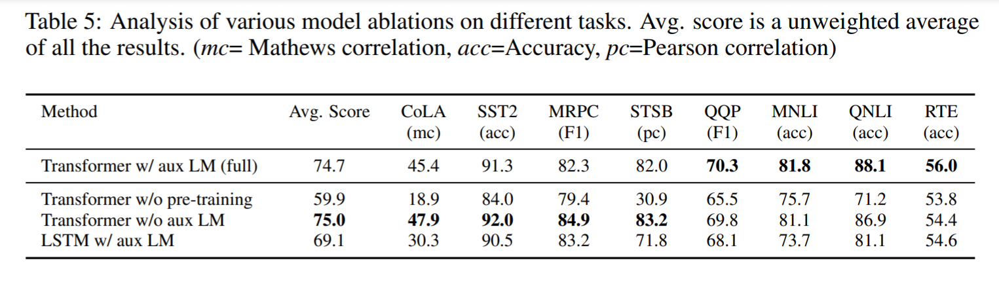 Table 5: Analysis of various model ablations on different tasks. Avg. score is a unweighted average
of all the results. (mc= Mathews correlation, acc=Accuracy, pc=Pearson correlation)
Method Avg. Score CoLA SST2 MRPC STSB QQP MNLI QNLI RTE
(mc) (acc) (F1) (pc) (F1) (acc) (acc) (acc)
Transformer w/ aux LM (full) 74.7 45.4 91.3 82.3 82.0 70.3 81.8 88.1 56.0
Transformer w/o pre-training 59.9 18.9 84.0 79.4 30.9 65.5 75.7 71.2 53.8
Transformer w/o aux LM 75.0 47.9 92.0 84.9 83.2 69.8 81.1 86.9 54.4
LSTM w/ aux LM 69.1 30.3 90.5 83.2 71.8 68.1 73.7 81.1 54.6